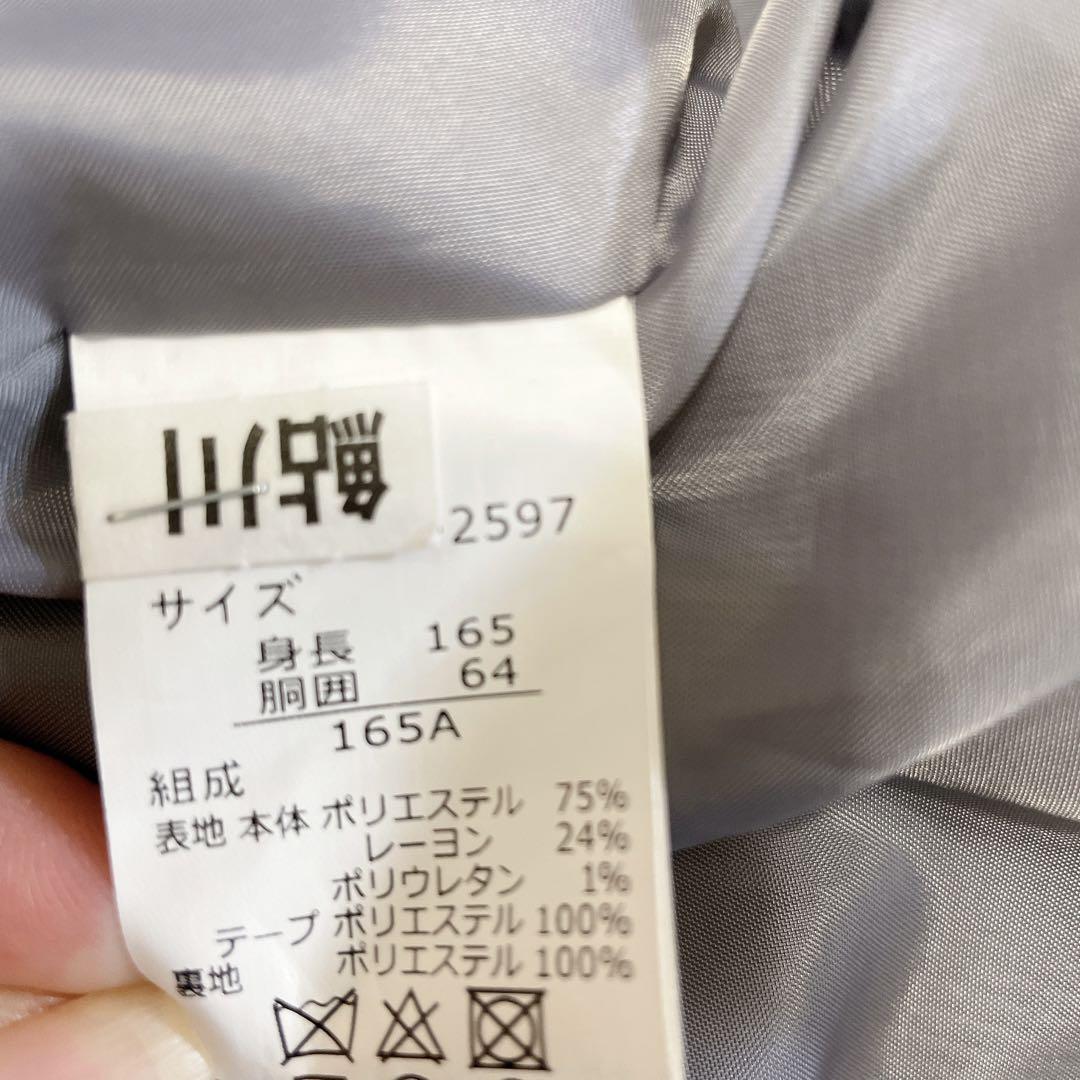 鮎川
2597
サイズ
身長 165
胴囲 64
165A
組成
表地 本体 ポリエステル 75%
レーヨン 24%
ポリウレタン 1%
テープ ポリエステル 100%
裏地 ポリエステル 100%